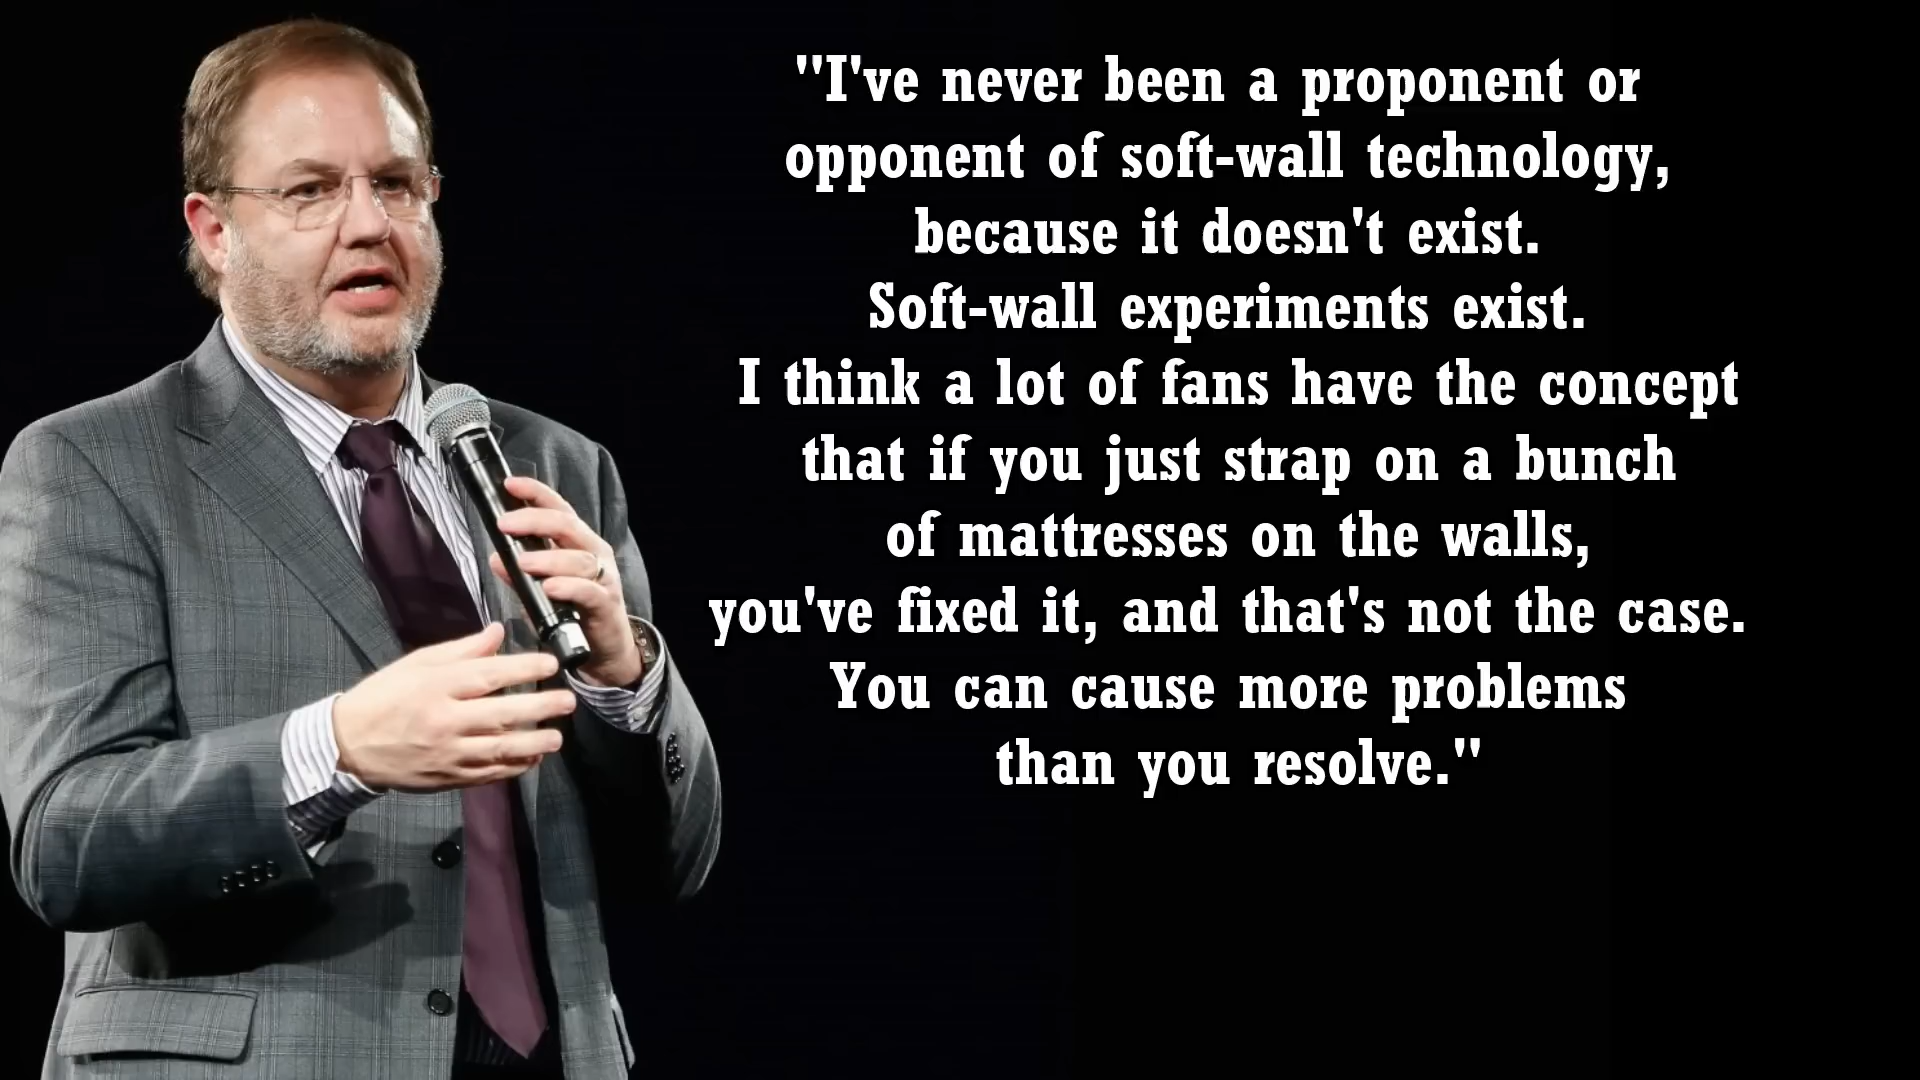 "I've never been a proponent or
opponent of soft-wall technology,
because it doesn't exist.
Soft-wall experiments exist.
I think a lot of fans have the concept
that if you just strap on a bunch
of mattresses on the walls,
you've fixed it, and that's not the case.
You can cause more problems
than you resolve."